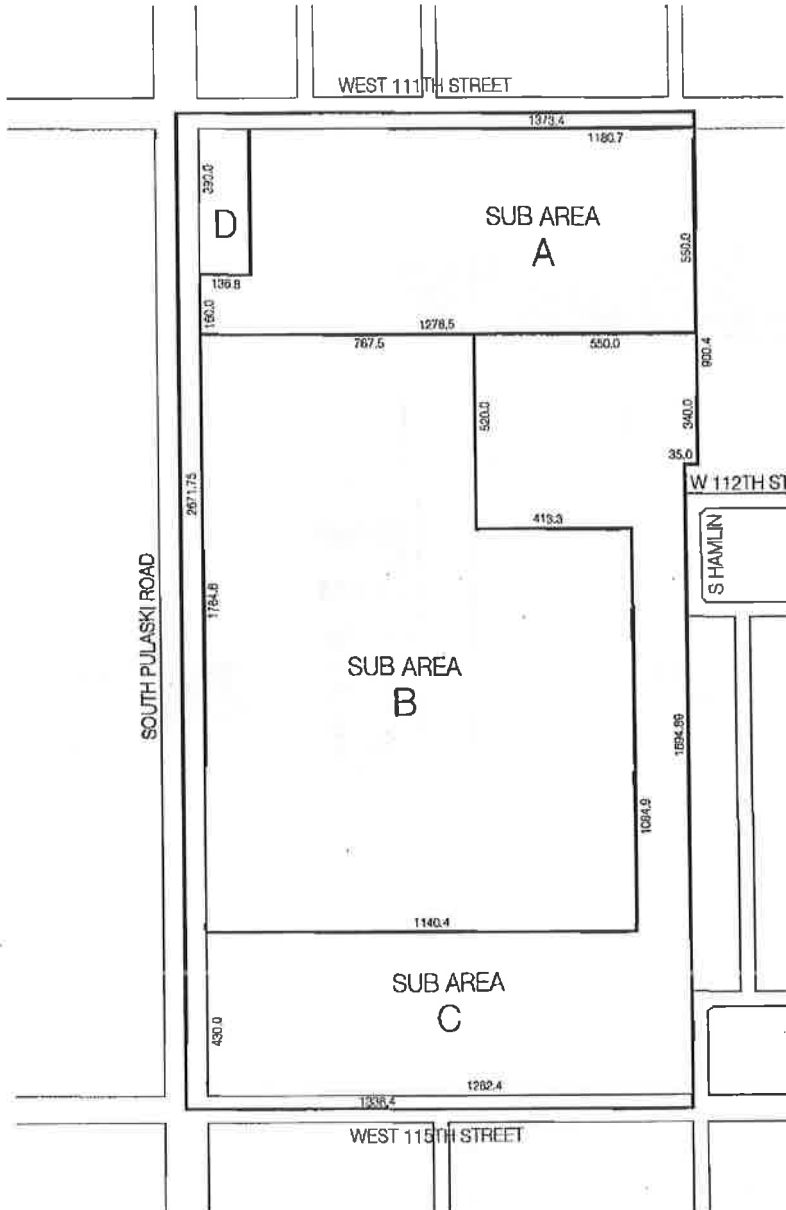 WEST 111TH STREET
1373.4
1180.7
390.0
D
SUB AREA
A
550.0
136.8
160.0
1278.5
767.5
550.0
900.4
520.0
340.0
35.0
W 112TH ST
2671.75
413.3
S HAMLIN
SOUTH PULASKI ROAD
1764.8
SUB AREA
B
1694.89
1084.9
1140.4
SUB AREA
C
430.0
1282.4
1338.4
WEST 115TH STREET